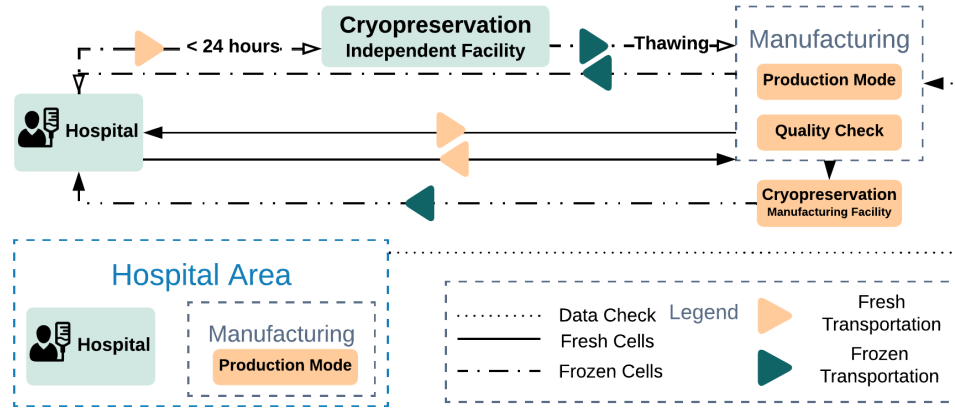 Cryopreservation
Independent Facility
< 24 hours
Thawing
Manufacturing
Production Mode
Quality Check
Hospital
Cryopreservation
Manufacturing Facility
Hospital Area
Hospital
Manufacturing
Production Mode
Legend
Data Check
Fresh Cells
Frozen Cells
Fresh
Transportation
Frozen
Transportation